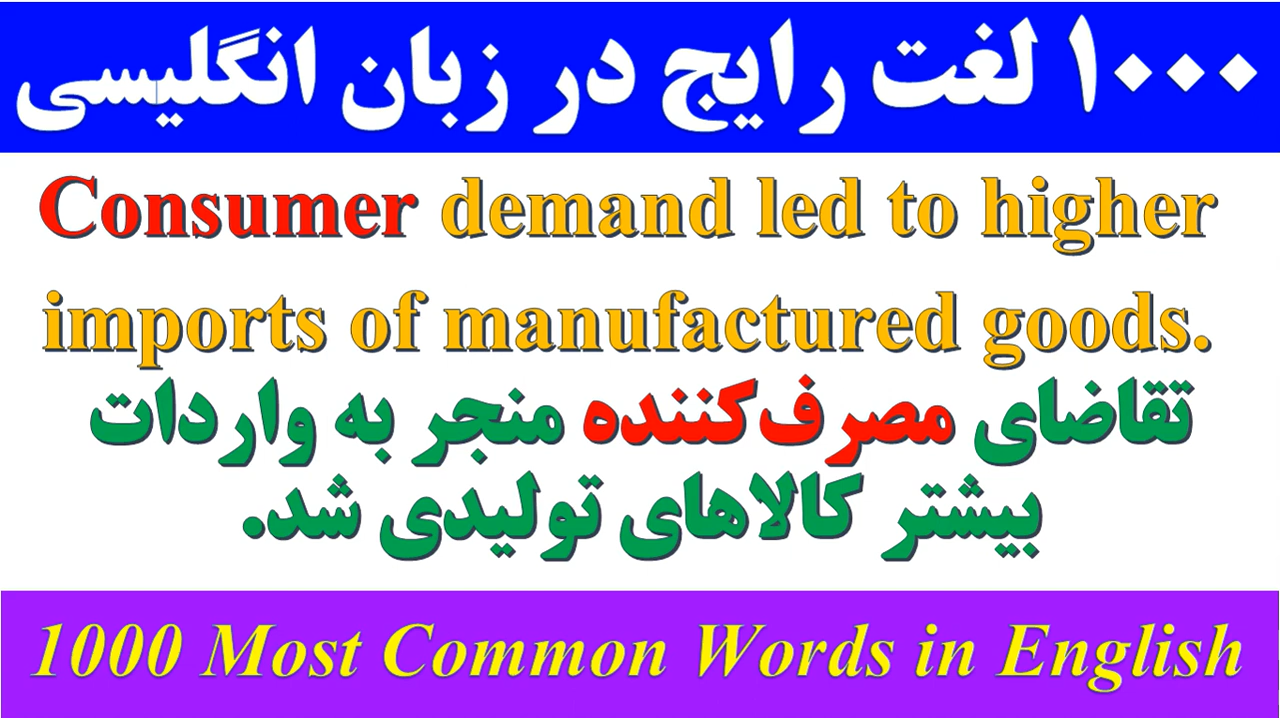 ۱۰۰۰ لغت رایج در زبان انگلیسی
Consumer demand led to higher
imports of manufactured goods.
تقاضای مصرف‌کننده منجر به واردات
بیشتر کالاهای تولیدی شد.
1000 Most Common Words in English